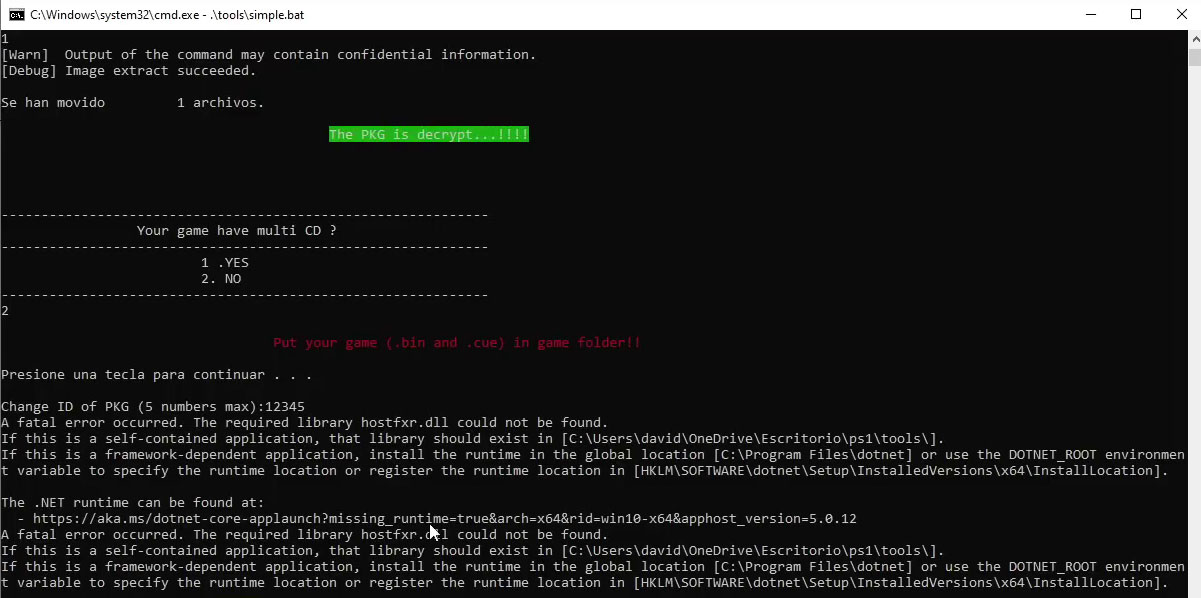 C:\Windows\system32\cmd.exe - .\tools\simple.bat
1
[Warn]  Output of the command may contain confidential information.
[Debug] Image extract succeeded.
Se han movido         1 archivos.
The PKG is decrypt...!!!!
-------------------------------------------------------------
Your game have multi CD ?
-------------------------------------------------------------
1 .YES
2. NO
-------------------------------------------------------------
2
Put your game (.bin and .cue) in game folder!!
Presione una tecla para continuar . . .
Change ID of PKG (5 numbers max):12345
A fatal error occurred. The required library hostfxr.dll could not be found.
If this is a self-contained application, that library should exist in [C:\Users\david\OneDrive\Escritorio\ps1\tools\].
If this is a framework-dependent application, install the runtime in the global location [C:\Program Files\dotnet] or use the DOTNET_ROOT environmen
t variable to specify the runtime location or register the runtime location in [HKLM\SOFTWARE\dotnet\Setup\InstalledVersions\x64\InstallLocation].
The .NET runtime can be found at:
  - https://aka.ms/dotnet-core-applaunch?missing_runtime=true&arch=x64&rid=win10-x64&apphost_version=5.0.12
A fatal error occurred. The required library hostfxr.dll could not be found.
If this is a self-contained application, that library should exist in [C:\Users\david\OneDrive\Escritorio\ps1\tools\].
If this is a framework-dependent application, install the runtime in the global location [C:\Program Files\dotnet] or use the DOTNET_ROOT environmen
t variable to specify the runtime location or register the runtime location in [HKLM\SOFTWARE\dotnet\Setup\InstalledVersions\x64\InstallLocation].